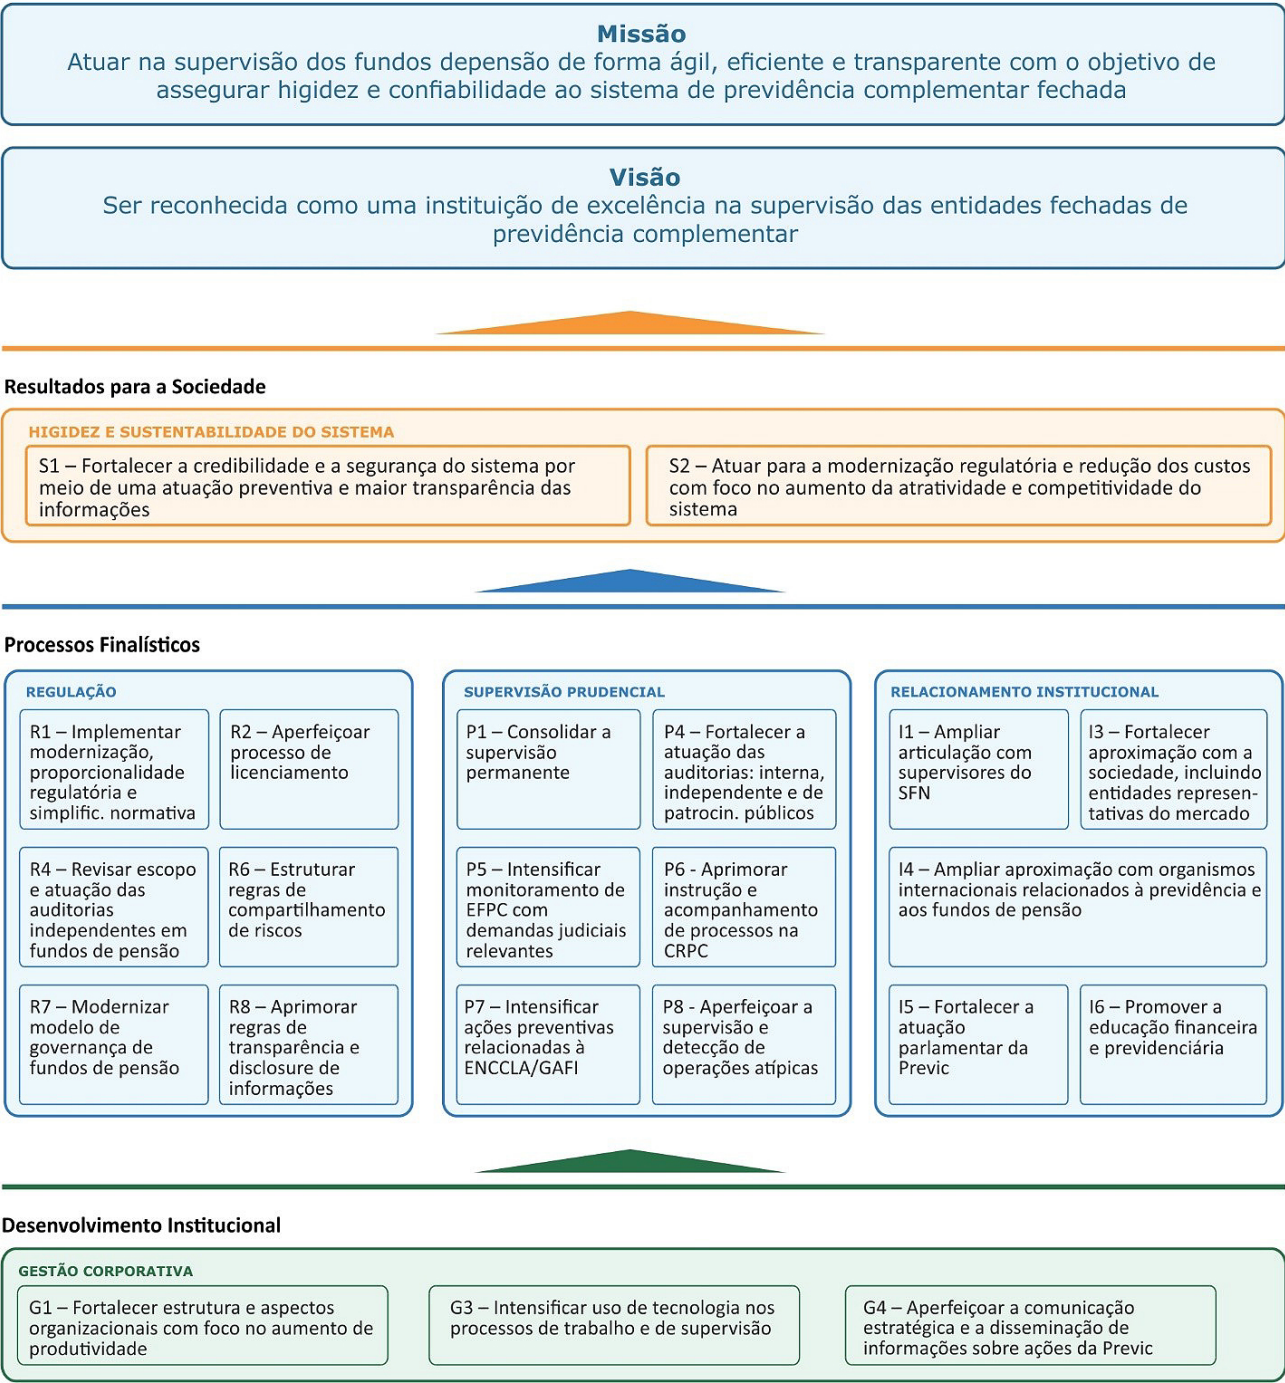 Missão
Atuar na supervisão dos fundos depensão de forma ágil, eficiente e transparente com o objetivo de
assegurar higidez e confiabilidade ao sistema de previdência complementar fechada
Visão
Ser reconhecida como uma instituição de excelência na supervisão das entidades fechadas de
previdência complementar
Resultados para a Sociedade
HIGIDEZ E SUSTENTABILIDADE DO SISTEMA
S1 – Fortalecer a credibilidade e a segurança do sistema por
meio de uma atuação preventiva e maior transparência das
informações
S2 – Atuar para a modernização regulatória e redução dos custos
com foco no aumento da atratividade e competitividade do
sistema
Processos Finalísticos
REGULAÇÃO
R1 – Implementar
modernização,
proporcionalidade
regulatória e
simplific. normativa
R2 – Aperfeiçoar
processo de
licenciamento
R4 – Revisar escopo
e atuação das
auditorias
independentes em
fundos de pensão
R6 – Estruturar
regras de
compartilhamento
de riscos
R7 – Modernizar
modelo de
governança de
fundos de pensão
R8 – Aprimorar
regras de
transparência e
disclosure de
informações
SUPERVISÃO PRUDENCIAL
P1 – Consolidar a
supervisão
permanente
P4 – Fortalecer a
atuação das
auditorias: interna,
independente e de
patrocin. públicos
P5 – Intensificar
monitoramento de
EFPC com
demandas judiciais
relevantes
P6 - Aprimorar
instrução e
acompanhamento
de processos na
CRPC
P7 – Intensificar
ações preventivas
relacionadas à
ENCCLA/GAFI
P8 - Aperfeiçoar a
supervisão e
detecção de
operações atípicas
RELACIONAMENTO INSTITUCIONAL
I1 – Ampliar
articulação com
supervisores do
SFN
I3 – Fortalecer
aproximação com a
sociedade, incluindo
entidades represen-
tativas do mercado
I4 – Ampliar aproximação com organismos
internacionais relacionados à previdência e
aos fundos de pensão
I5 – Fortalecer a
atuação
parlamentar da
Previc
I6 – Promover a
educação financeira
e previdenciária
Desenvolvimento Institucional
GESTÃO CORPORATIVA
G1 – Fortalecer estrutura e aspectos
organizacionais com foco no aumento de
produtividade
G3 – Intensificar uso de tecnologia nos
processos de trabalho e de supervisão
G4 – Aperfeiçoar a comunicação
estratégica e a disseminação de
informações sobre ações da Previc